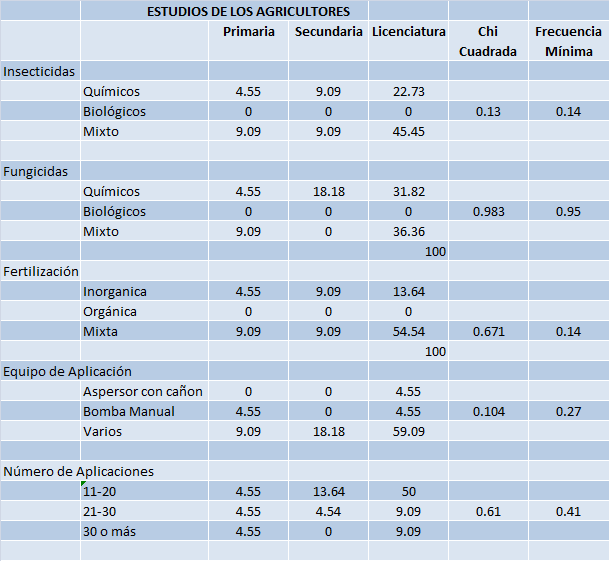 ESTUDIOS DE LOS AGRICULTORES
Primaria Secundaria Licenciatura Chi Cuadrada Frecuencia Mínima
Insecticidas
Químicos 4.55 9.09 22.73
Biológicos 0 0 0 0.13 0.14
Mixto 9.09 9.09 45.45
Fungicidas
Químicos 4.55 18.18 31.82
Biológicos 0 0 0 0.983 0.95
Mixto 9.09 0 36.36
100
Fertilización
Inorganica 4.55 9.09 13.64
Orgánica 0 0 0
Mixta 9.09 9.09 54.54 0.671 0.14
100
Equipo de Aplicación
Aspersor con cañon 0 0 4.55
Bomba Manual 4.55 0 4.55 0.104 0.27
Varios 9.09 18.18 59.09
Número de Aplicaciones
11-20 4.55 13.64 50
21-30 4.55 4.54 9.09 0.61 0.41
30 o más 4.55 0 9.09